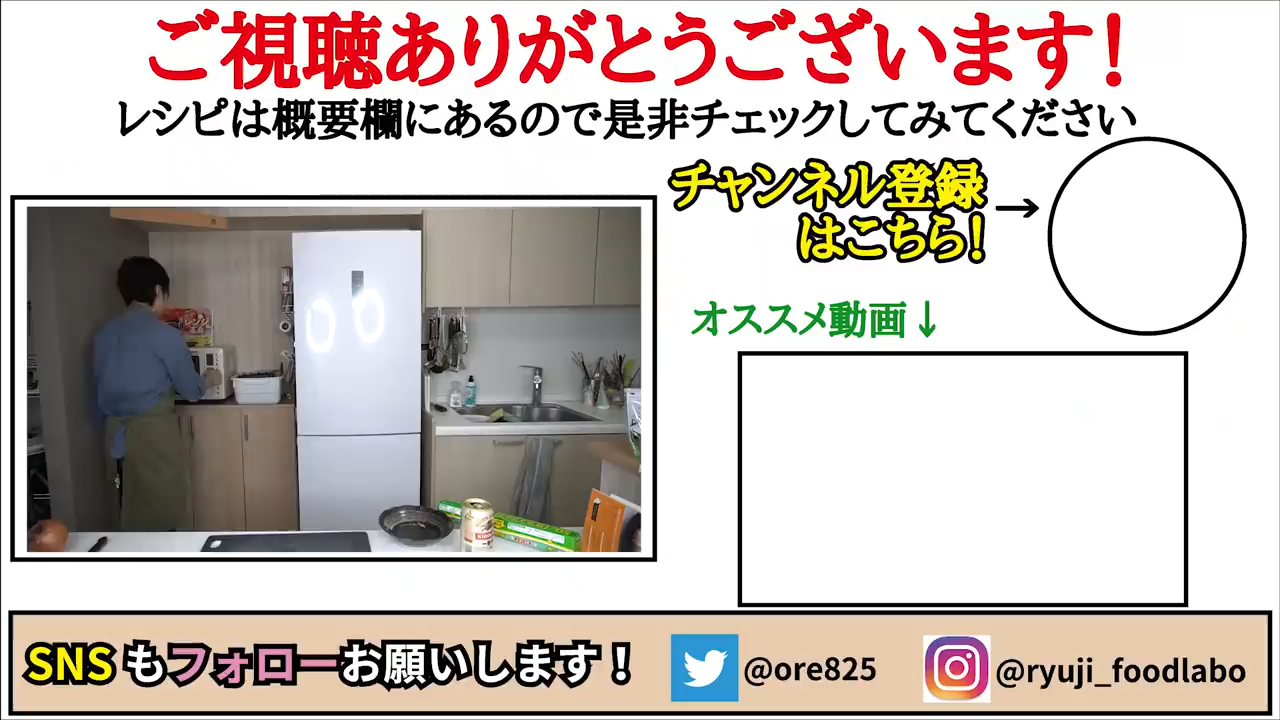 ご視聴ありがとうございます！
レシピは概要欄にあるので是非チェックしてみてください
チャンネル登録
はこちら！
→
オススメ動画↓
KIRIN
SNSもフォローお願いします！
@ore825
@ryuji_foodlabo